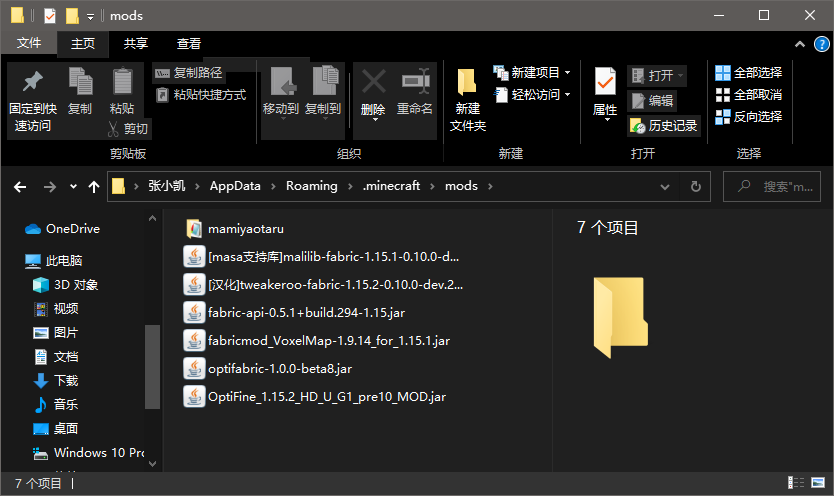 mods
文件
主页
共享
查看
固定到快
速访问
复制
粘贴
复制路径
粘贴快捷方式
剪切
剪贴板
移动到
复制到
删除
重命名
组织
新建
文件夹
新建项目
轻松访问
新建
属性
打开
编辑
历史记录
打开
全部选择
全部取消
反向选择
选择
张小凯 > AppData > Roaming > .minecraft > mods >
搜索"m...
OneDrive
此电脑
3D 对象
视频
图片
文档
下载
音乐
桌面
Windows 10 Pro
mamiyaotaru
[masa支持库]malilib-fabric-1.15.1-0.10.0-d...
[汉化]tweakeroo-fabric-1.15.2-0.10.0-dev.2...
fabric-api-0.5.1+build.294-1.15.jar
fabricmod_VoxelMap-1.9.14_for_1.15.1.jar
optifabric-1.0.0-beta8.jar
OptiFine_1.15.2_HD_U_G1_pre10_MOD.jar
7 个项目
7 个项目